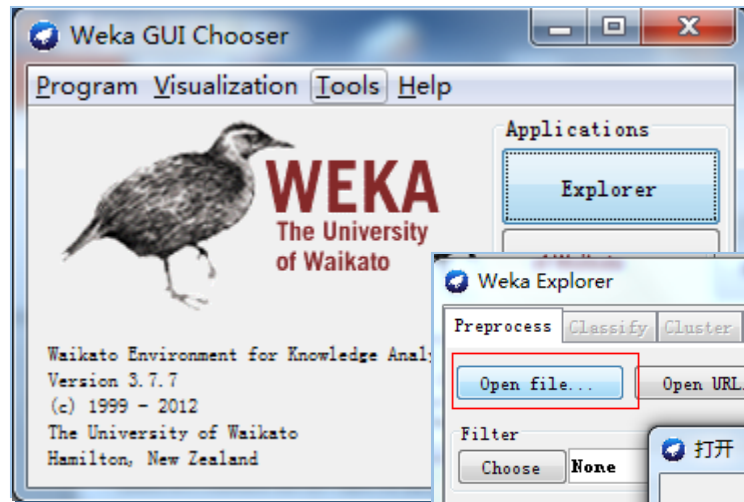 Weka GUI Chooser
Program Visualization Tools Help
WEKA
The University
of Waikato
Applications
Explorer
Waikato Environment for Knowledge
Version 3.7.7
(c) 1999 - 2012
The University of Waikato
Hamilton, New Zealand
Weka Explorer
Preprocess Classify Cluster
Open file... Open URL
Filter
Choose None
打开